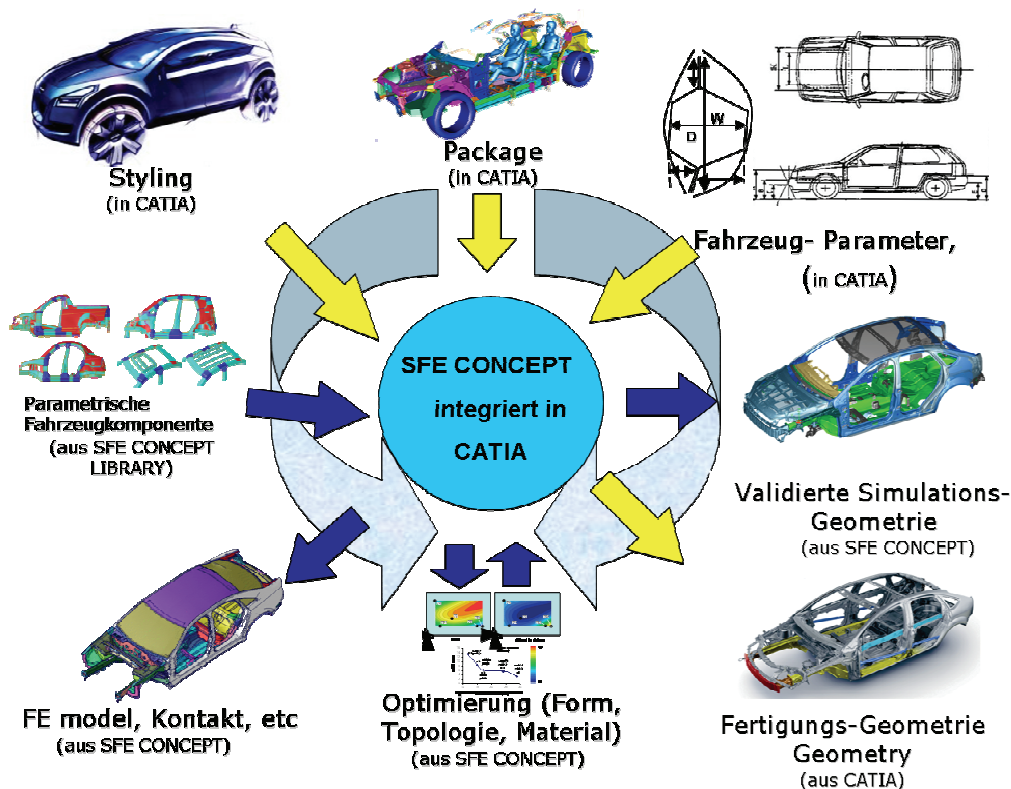 Styling
(in CATIA)
Package
(in CATIA)
W
D
Fahrzeug- Parameter,
(in CATIA)
Parametrische
Fahrzeugkomponente
(aus SFE CONCEPT
LIBRARY)
SFE CONCEPT
integriert in
CATIA
Validierte Simulations-
Geometrie
(aus SFE CONCEPT)
FE model, Kontakt, etc
(aus SFE CONCEPT)
Optimierung (Form,
Topologie, Material)
(aus SFE CONCEPT)
Fertigungs-Geometrie
Geometry
(aus CATIA)